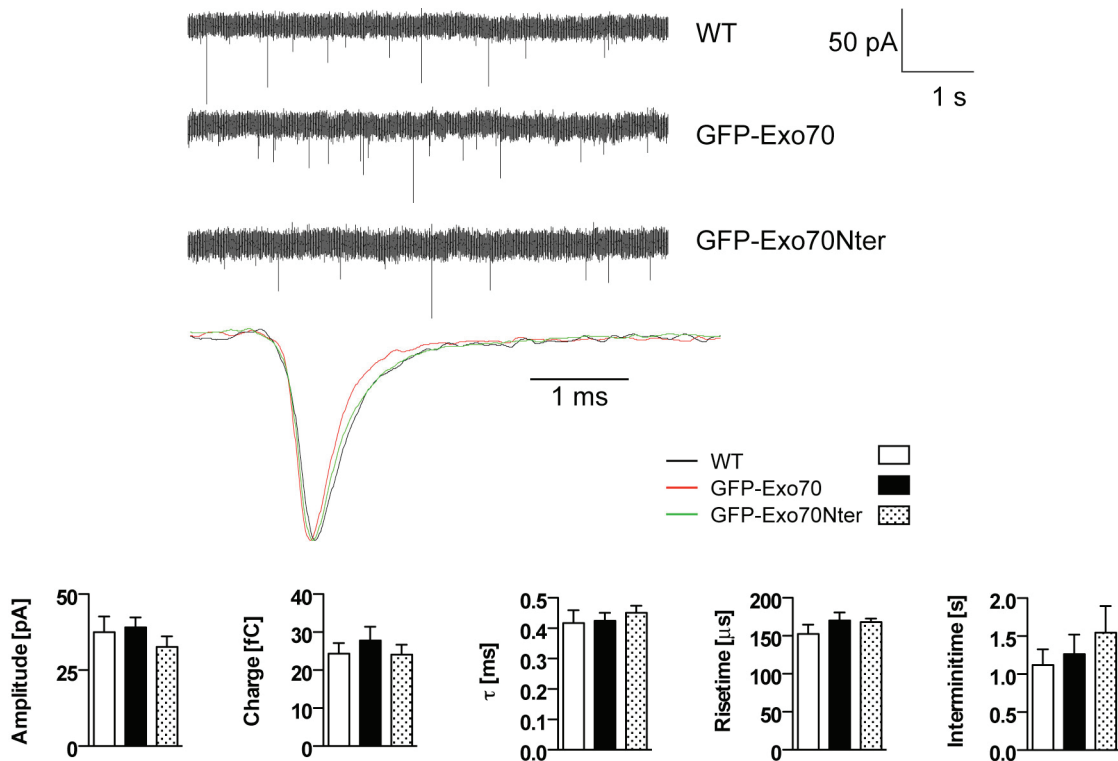 WT
50 pA
1 s
GFP-Exo70
GFP-Exo70Nter
1 ms
WT
GFP-Exo70
GFP-Exo70Nter
Amplitude [pA]
50
25
0
Charge [fC]
40
30
20
10
0
τ [ms]
0.5
0.4
0.3
0.2
0.1
0.0
Risetime [μs]
200
150
100
50
0
Interminitime [s]
2.0
1.5
1.0
0.5
0.0